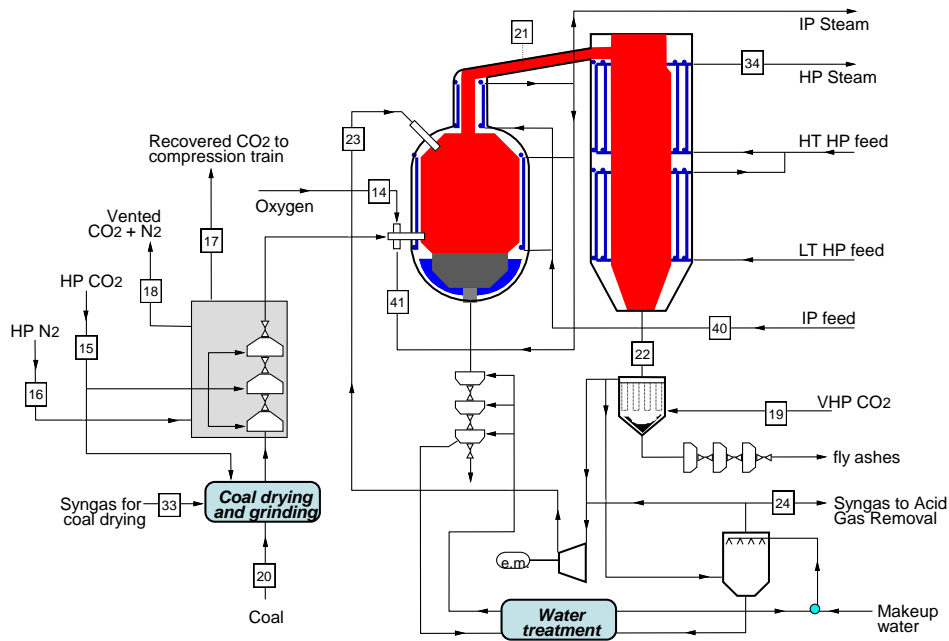 IP Steam
21
34
HP Steam
23
Recovered CO2 to
compression train
HT HP feed
14
Oxygen
Vented
CO2 + N2
17
LT HP feed
18
HP CO2
41
40
IP feed
HP N2
15
22
16
19
VHP CO2
fly ashes
Coal drying
and grinding
Syngas for
coal drying
33
24
Syngas to Acid
Gas Removal
e.m.
20
Coal
Water
treatment
Makeup
water